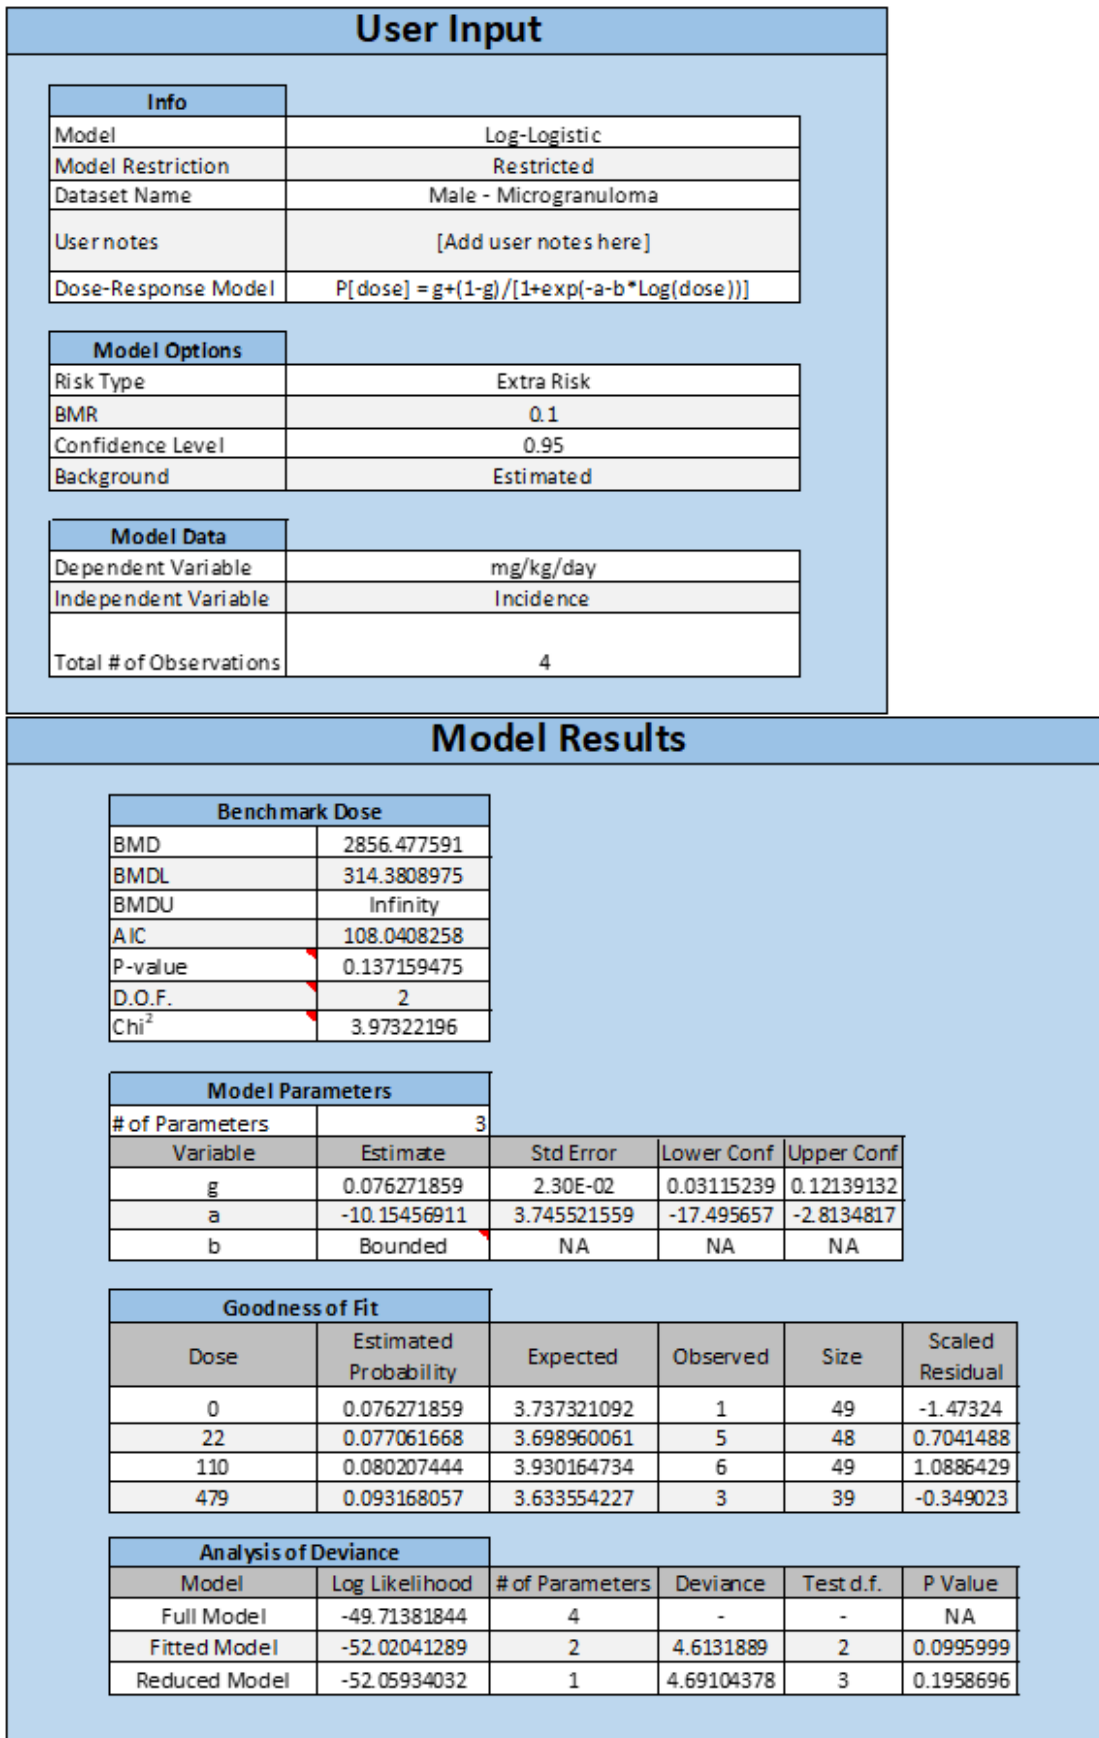 User Input
Info
Model Log-Logistic
Model Restriction Restricted
Dataset Name Male - Microgranuloma
User notes [Add user notes here]
Dose-Response Model P[dose] = g+(1-g)/[1+exp(-a-b*Log(dose))]
Model Options
Risk Type Extra Risk
BMR 0.1
Confidence Level 0.95
Background Estimated
Model Data
Dependent Variable mg/kg/day
Independent Variable Incidence
Total # of Observations 4
Model Results
Benchmark Dose
BMD 2856.477591
BMDL 314.3808975
BMDU Infinity
AIC 108.0408258
P-value 0.137159475
D.O.F. 2
Chi² 3.97322196
Model Parameters
# of Parameters 3
Variable Estimate Std Error Lower Conf Upper Conf
g 0.076271859 2.30E-02 0.03115239 0.12139132
a -10.15456911 3.745521559 -17.495657 -2.8134817
b Bounded NA NA NA
Goodness of Fit
Dose Estimated Probability Expected Observed Size Scaled Residual
0 0.076271859 3.737321092 1 49 -1.47324
22 0.077061668 3.698960061 5 48 0.7041488
110 0.080207444 3.930164734 6 49 1.0886429
479 0.093168057 3.633554227 3 39 -0.349023
Analysis of Deviance
Model Log Likelihood # of Parameters Deviance Test d.f. P Value
Full Model -49.71381844 4 - - NA
Fitted Model -52.02041289 2 4.6131889 2 0.0995999
Reduced Model -52.05934032 1 4.69104378 3 0.1958696